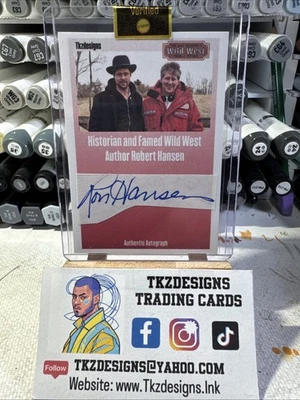 Verified
Tkzdesigns
Wild West
Historian and Famed Wild West
Author Robert Hansen
Authentic Autograph
TKZDESIGNS
TRADING CARDS
Follow
TKZDESIGNS@YAHOO.COM
Website: www.Tkzdesigns.Ink